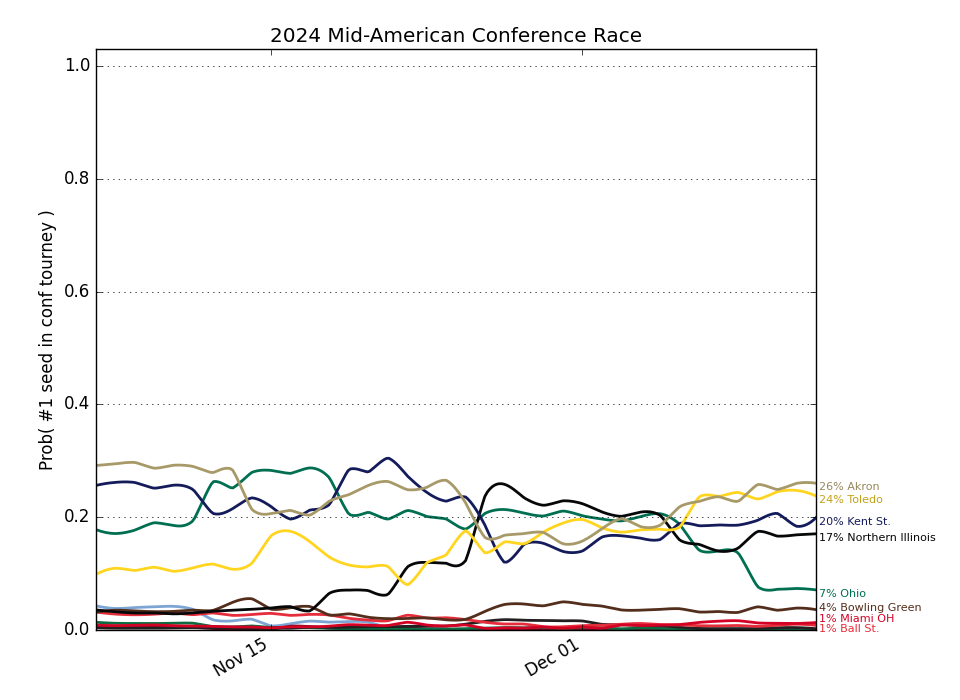 2024 Mid-American Conference Race
Prob( #1 seed in conf tourney )
1.0
0.8
0.6
0.4
0.2
0.0
Nov 15
Dec 01
26% Akron
24% Toledo
20% Kent St.
17% Northern Illinois
7% Ohio
4% Bowling Green
1% Miami OH
1% Ball St.